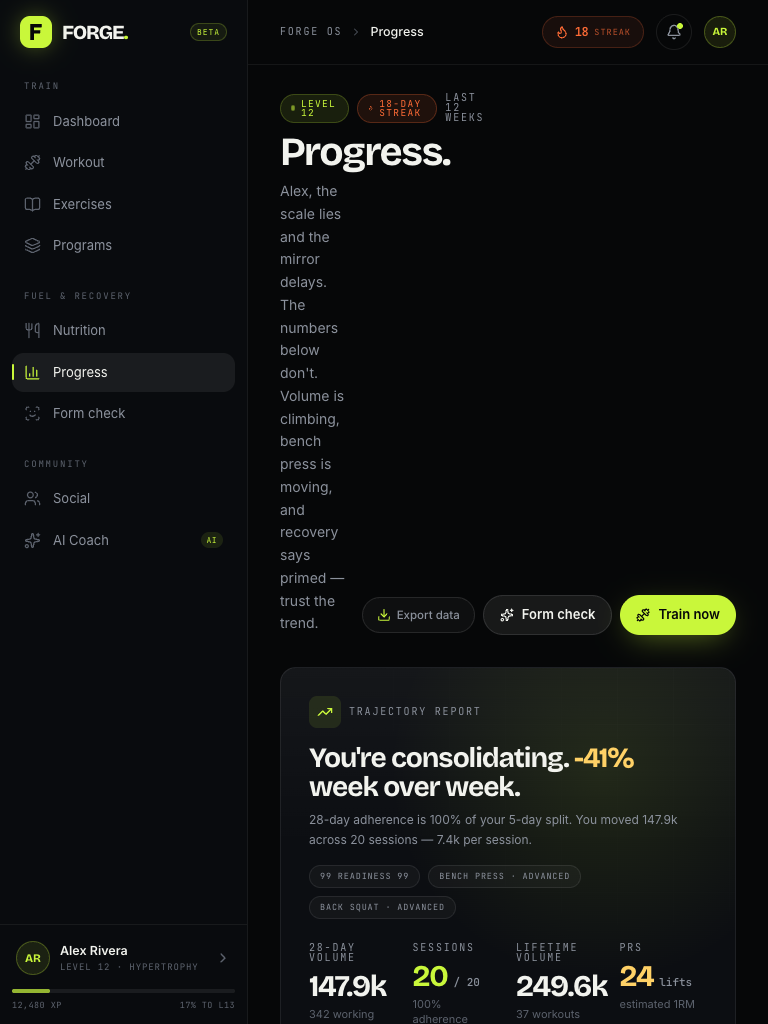 F FORGE. BETA
TRAIN
Dashboard
Workout
Exercises
Programs
FUEL & RECOVERY
Nutrition
Progress
Form check
COMMUNITY
Social
AI Coach AI
AR Alex Rivera
LEVEL 12 · HYPERTROPHY
12,480 XP 17% TO L13
FORGE OS Progress
18 STREAK
AR
LEVEL
12
18-DAY
STREAK
LAST
12
WEEKS
Progress.
Alex, the
scale lies
and the
mirror
delays.
The
numbers
below
don't.
Volume is
climbing,
bench
press is
moving,
and
recovery
says
primed —
trust the
trend.
Export data
Form check
Train now
TRAJECTORY REPORT
You're consolidating. -41%
week over week.
28-day adherence is 100% of your 5-day split. You moved 147.9k
across 20 sessions — 7.4k per session.
99 READINESS 99
BENCH PRESS · ADVANCED
BACK SQUAT · ADVANCED
28-DAY
VOLUME
147.9k
342 working
SESSIONS
20 / 20
100%
adherence
LIFETIME
VOLUME
249.6k
37 workouts
PRS
24 lifts
estimated 1RM